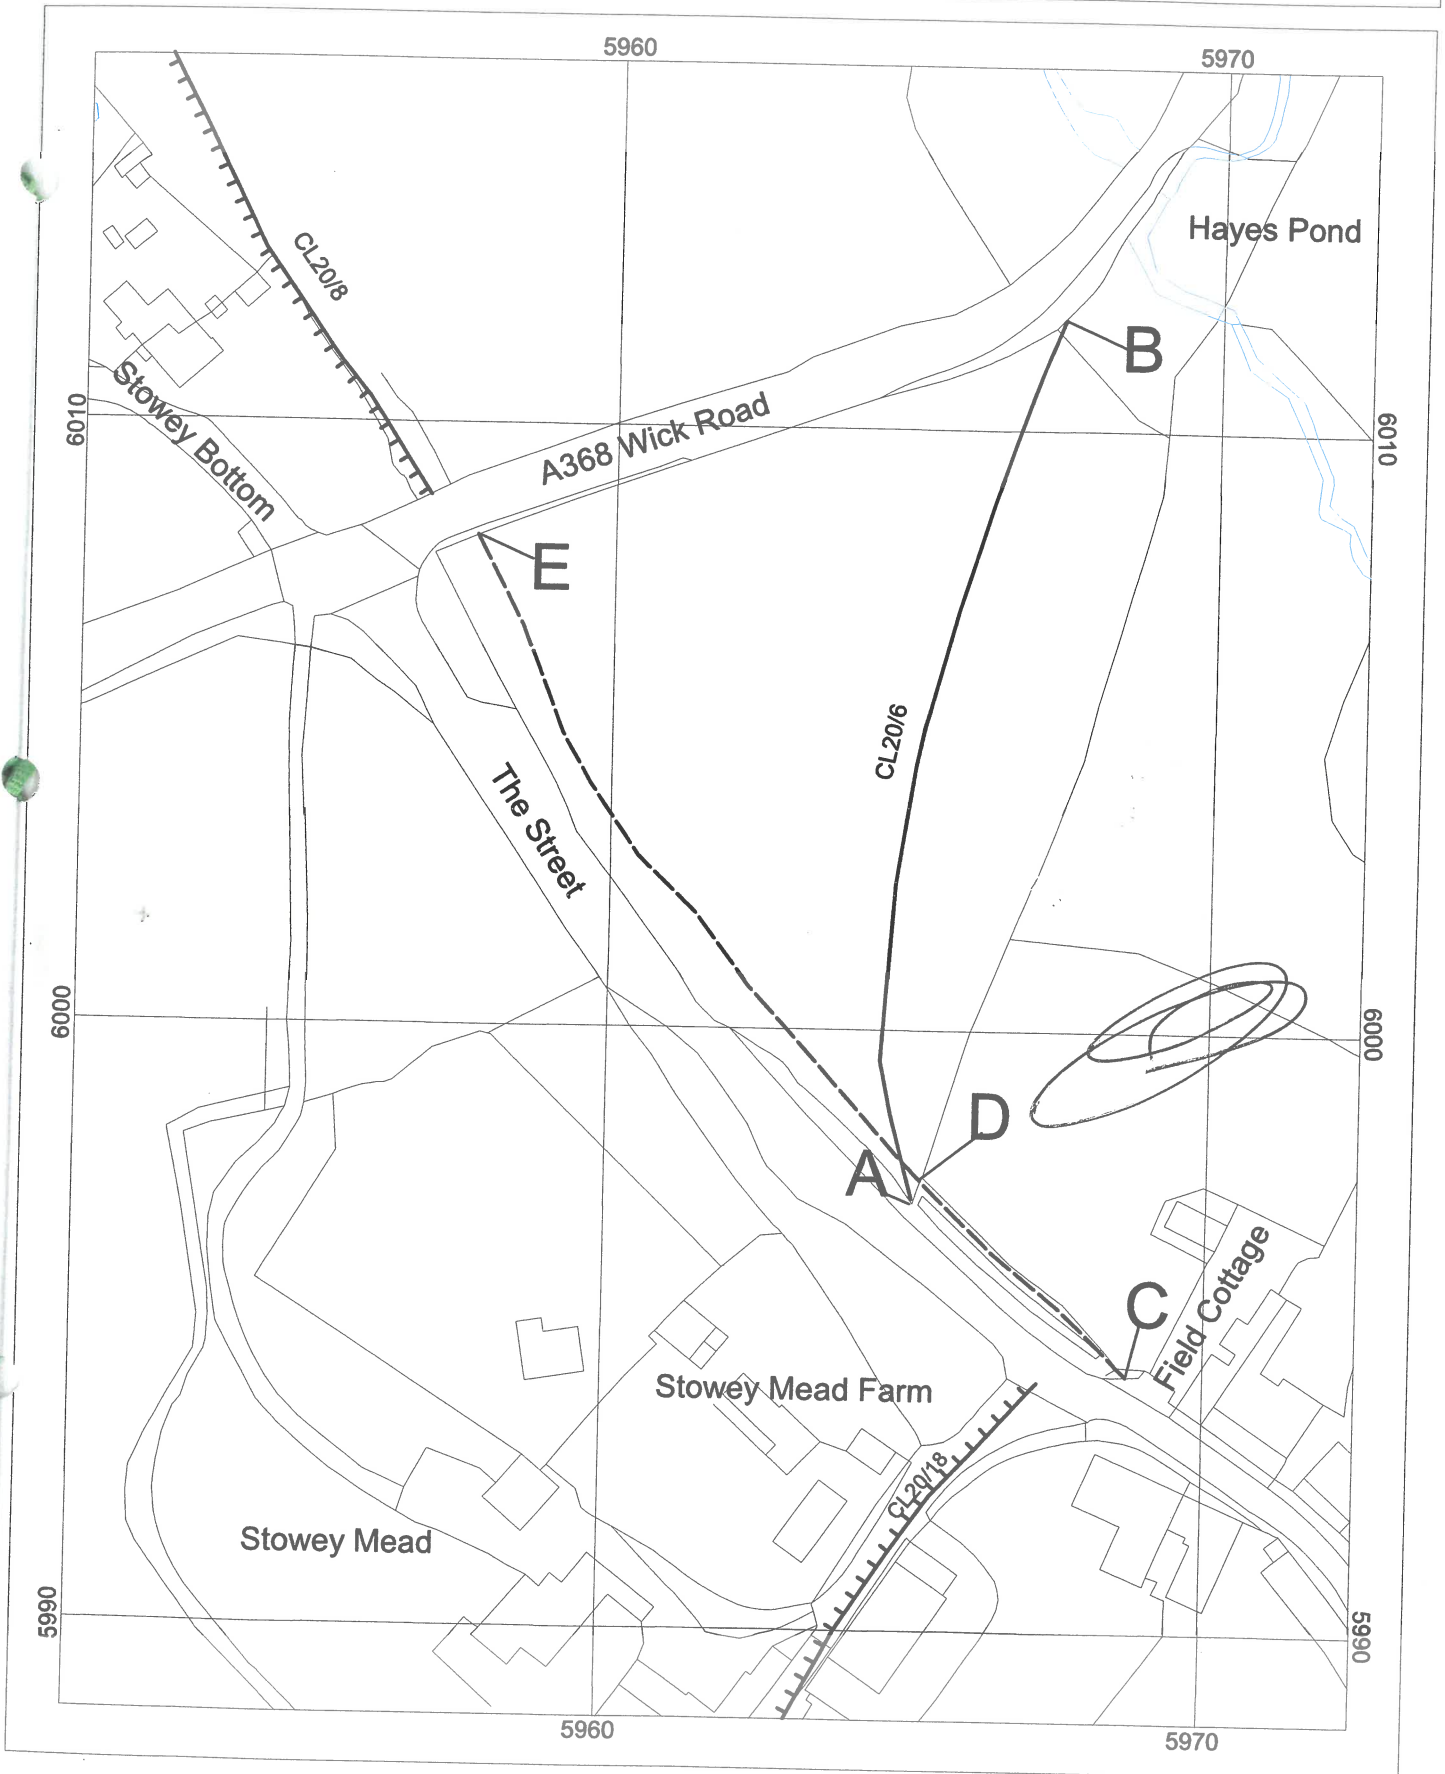 5960
5970
Hayes Pond
CL20/8
B
Stowey Bottom
6010
A368 Wick Road
6010
E
CL20/6
The Street
6000
6000
D
A
C
Field Cottage
Stowey Mead Farm
CL20/18
Stowey Mead
5990
5990
5960
5970